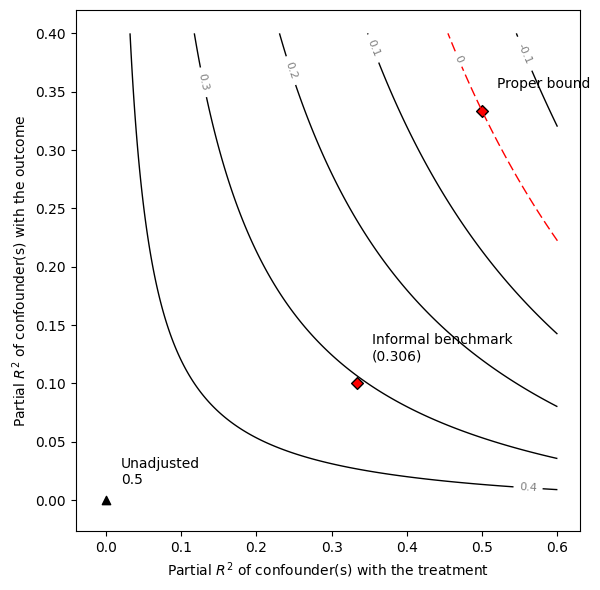 0.40
0.35
0.30
0.25
0.20
0.15
0.10
0.05
0.00
Partial R² of confounder(s) with the outcome
0.3
0.2
0.1
0
-0.1
Proper bound
Informal benchmark
(0.306)
0.4
Unadjusted
0.5
0.0 0.1 0.2 0.3 0.4 0.5 0.6
Partial R² of confounder(s) with the treatment